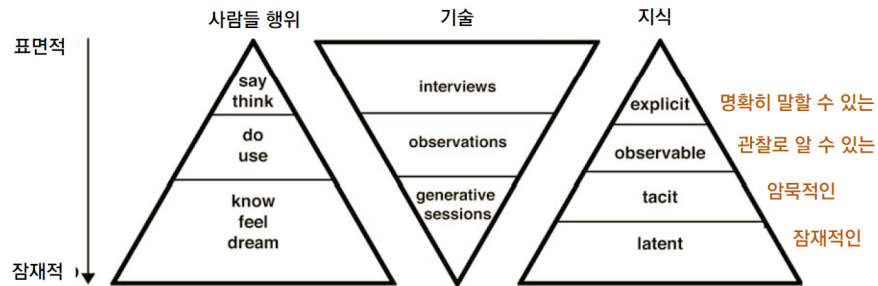 사람들 행위
기술
지식
표면적
잠재적
say
think
do
use
know
feel
dream
interviews
observations
generative
sessions
explicit
observable
tacit
latent
명확히 말할 수 있는
관찰로 알 수 있는
암묵적인
잠재적인